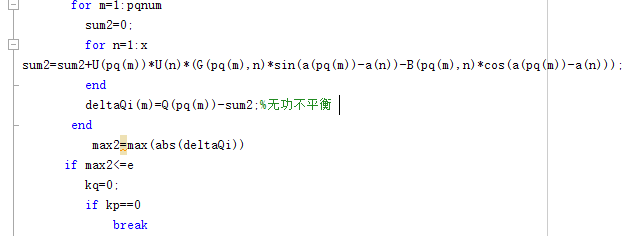 for m=1:pqnum
sum2=0;
for n=1:x
sum2=sum2+U(pq(m))*U(n)*(G(pq(m),n)*sin(a(pq(m))-a(n))-B(pq(m),n)*cos(a(pq(m))-a(n)));
end
deltaQi(m)=Q(pq(m))-sum2;%无功不平衡
end
max2=max(abs(deltaQi))
if max2<=e
kq=0;
if kp==0
break